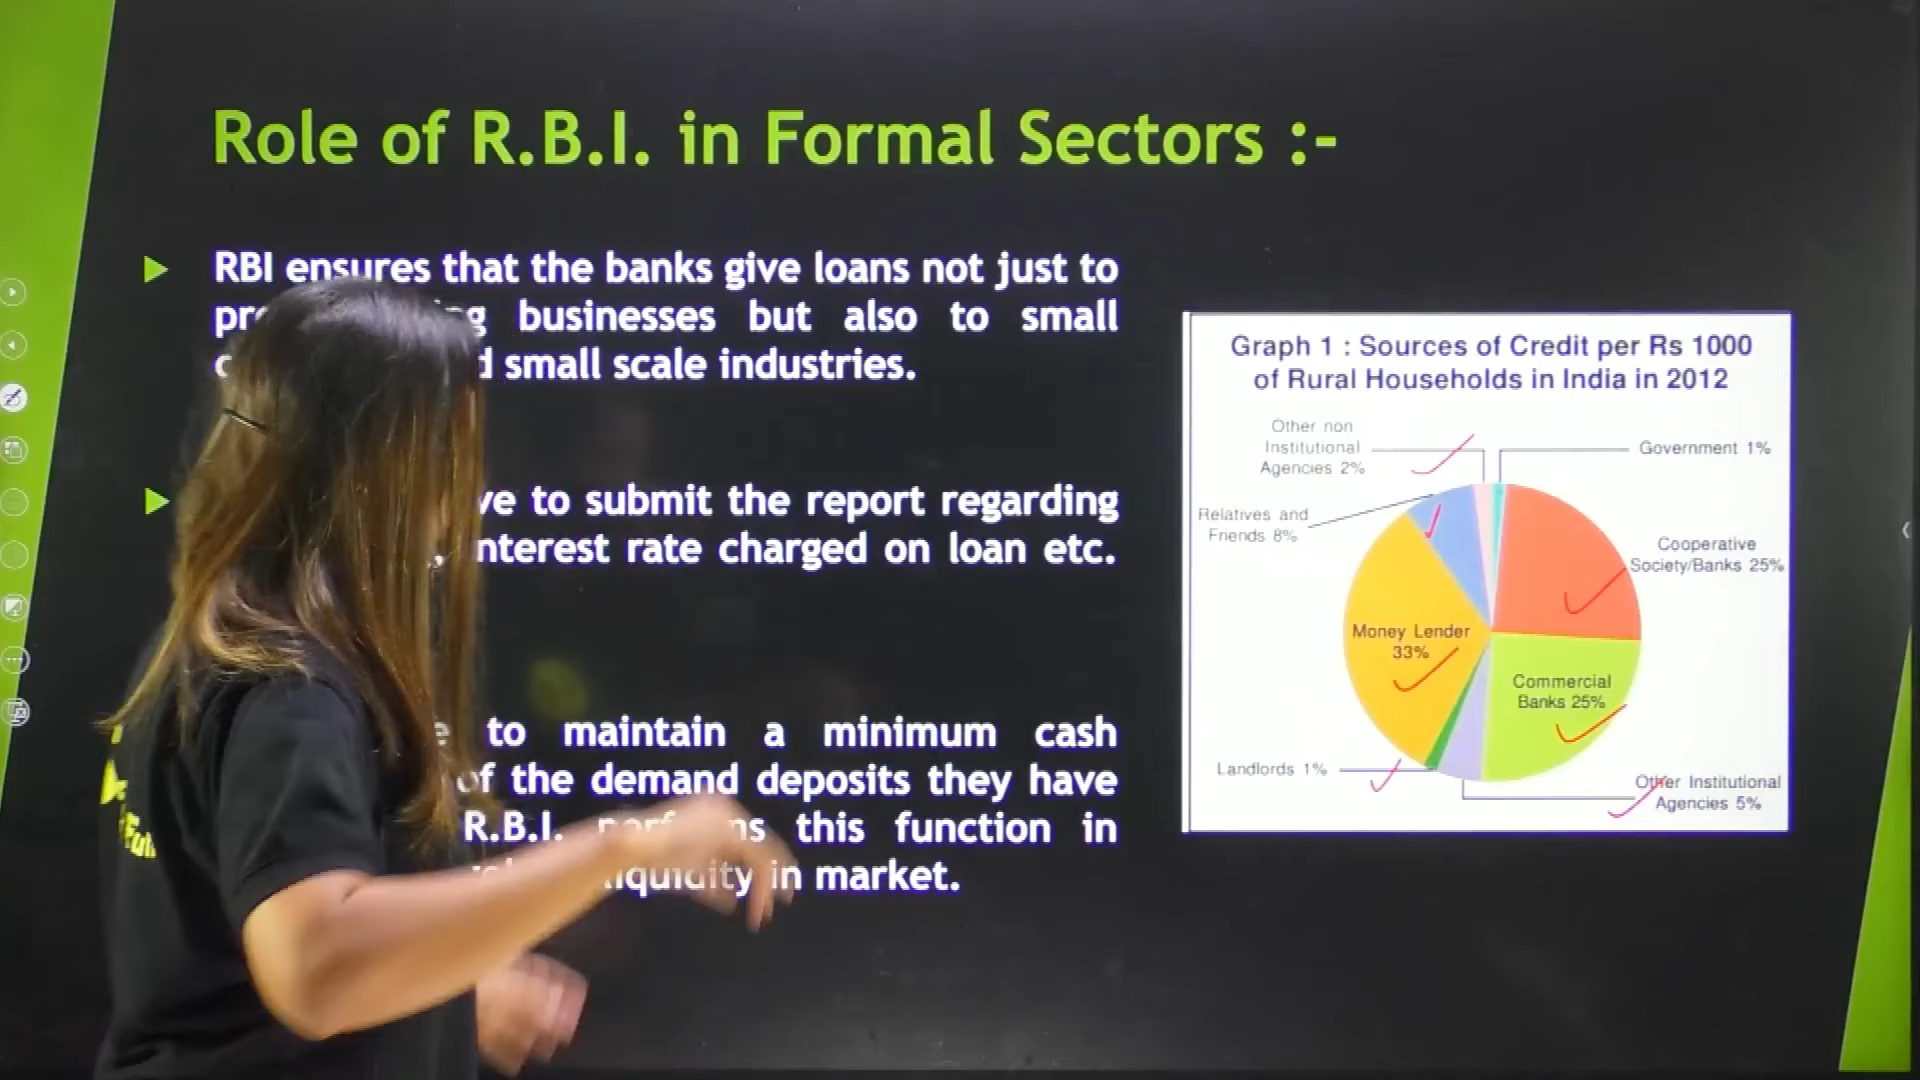 Role of R.B.I. in Formal Sectors :-
RBI ensures that the banks give loans not just to
businesses but also to small
small scale industries.
to submit the report regarding
interest rate charged on loan etc.
to maintain a minimum cash
of the demand deposits they have
R.B.I. performs this function in
liquidity in market.
Graph 1 : Sources of Credit per Rs 1000
of Rural Households in India in 2012
Other non
Institutional
Agencies 2%
Government 1%
Relatives and
Friends 8%
Cooperative
Society/Banks 25%
Money Lender
33%
Commercial
Banks 25%
Landlords 1%
Other Institutional
Agencies 5%